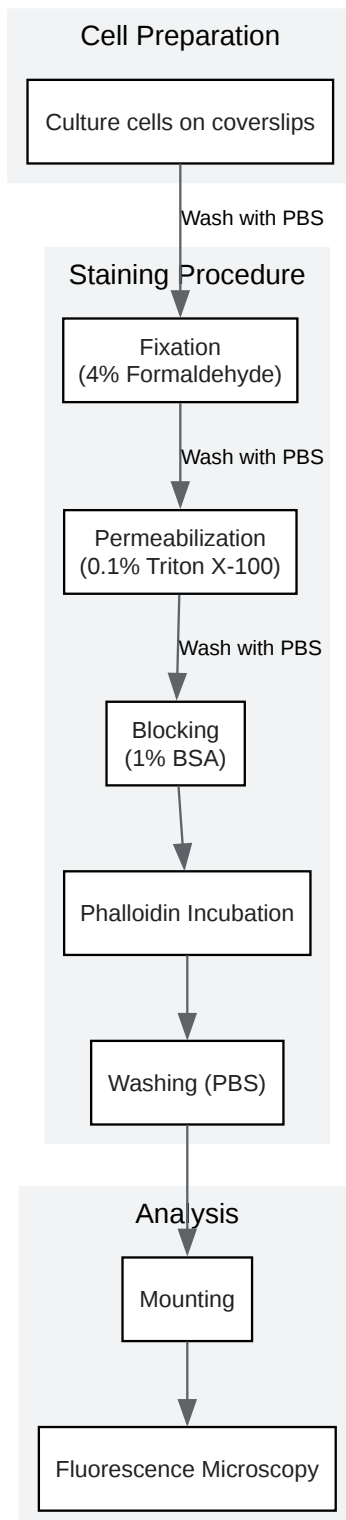 Cell Preparation
Culture cells on coverslips
Wash with PBS
Staining Procedure
Fixation
(4% Formaldehyde)
Wash with PBS
Permeabilization
(0.1% Triton X-100)
Wash with PBS
Blocking
(1% BSA)
Phalloidin Incubation
Washing (PBS)
Analysis
Mounting
Fluorescence Microscopy